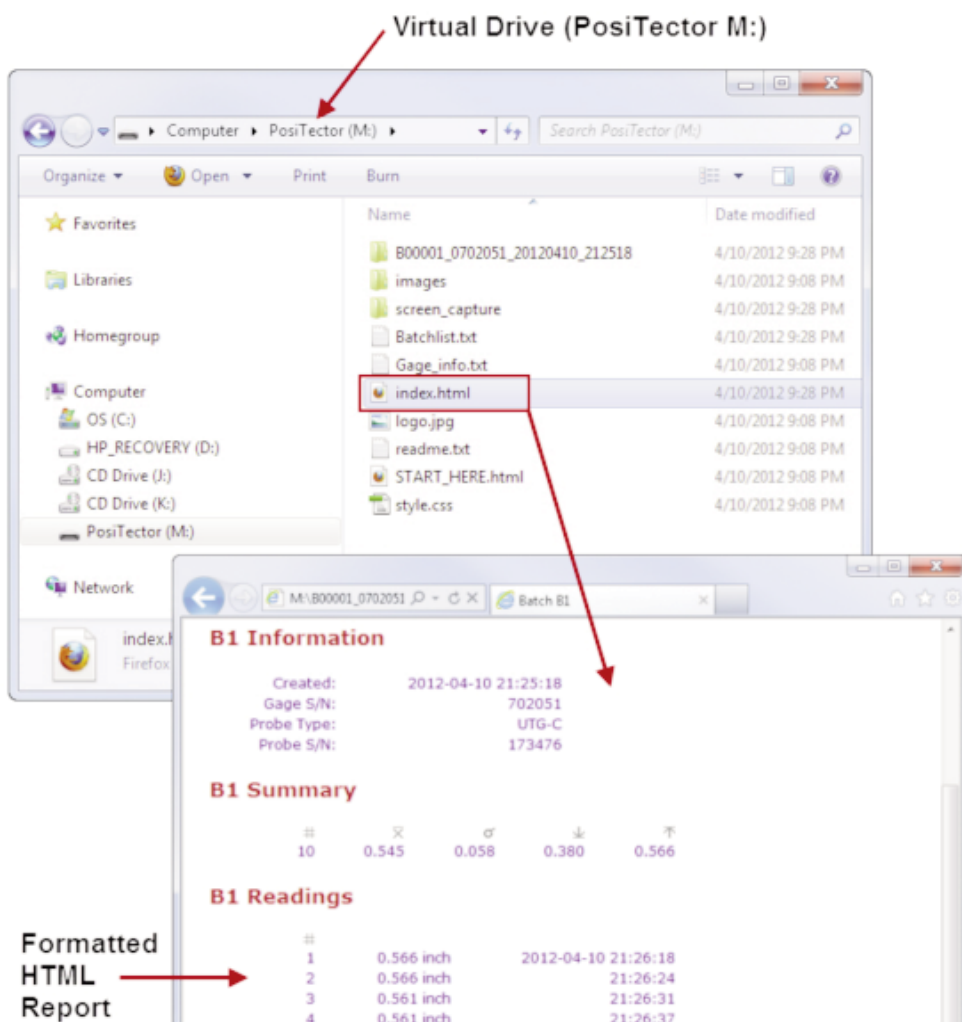 Virtual Drive (PosiTector M:)
Computer PosiTector (M:) Search PosiTector (M:)
Organize Open Print Burn
Name Date modified
Favorites
B00001_0702051_20120410_212518 4/10/2012 9:28 PM
Libraries
images 4/10/2012 9:08 PM
screen_capture 4/10/2012 9:28 PM
Homegroup
Batchlist.txt 4/10/2012 9:28 PM
Gage_info.txt 4/10/2012 9:08 PM
Computer
index.html 4/10/2012 9:28 PM
OS (C:)
logo.jpg 4/10/2012 9:08 PM
HP_RECOVERY (D:)
readme.txt 4/10/2012 9:08 PM
CD Drive (J:)
START_HERE.html 4/10/2012 9:08 PM
CD Drive (K:)
style.css 4/10/2012 9:08 PM
PosiTector (M:)
Network
index.h
Firefox
M:\B00001_0702051 Batch B1
B1 Information
Created: 2012-04-10 21:25:18
Gage S/N: 702051
Probe Type: UTG-C
Probe S/N: 173476
B1 Summary
# x̅ σ ↓ ↑
10 0.545 0.058 0.380 0.566
B1 Readings
#
1 0.566 inch 2012-04-10 21:26:18
2 0.566 inch 21:26:24
3 0.561 inch 21:26:31
4 0.561 inch 21:26:37
Formatted
HTML
Report